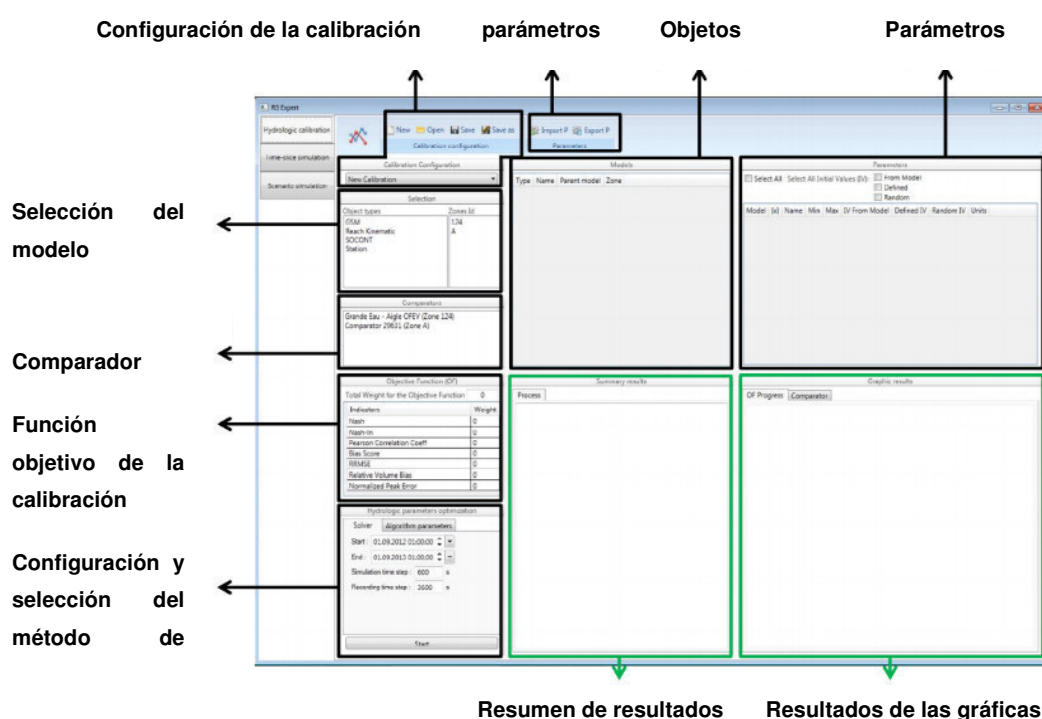 Configuración de la calibración parámetros Objetos Parámetros
RS Expert
Hydrologic calibration
Time-slice simulation
Scenario simulation
New Open Save Save as
Calibration configuration
Import P Export P
Parameters
Calibration Configuration
New Calibration
Selection
Object types Zones Id
GSM 124
Reach Kinematic A
SOCONT
Station
Comparators
Grande Eau - Aigle OFEV (Zone 124)
Comparator 29631 (Zone A)
Objective Function (OF)
Total Weight for the Objective Function 0
Indicators Weight
Nash 0
Nash-ln 0
Pearson Correlation Coeff 0
Bias Score 0
RRMSE 0
Relative Volume Bias 0
Normalized Peak Error 0
Hydrologic parameters optimization
Solver Algorithm parameters
Start : 01.09.2012 01:00:00
End : 01.09.2013 01:00:00
Simulation time step : 600 s
Recording time step : 3600 s
Start
Models
Type Name Parent model Zone
Parameters
Select All Select All Initial Values (IV): From Model
Defined
Random
Model [x] Name Min Max IV From Model Defined IV Random IV Units
Summary results
Process
Graphic results
OF Progress Comparator
Selección del
modelo
Comparador
Función
objetivo de la
calibración
Configuración y
selección del
método de
Resumen de resultados Resultados de las gráficas